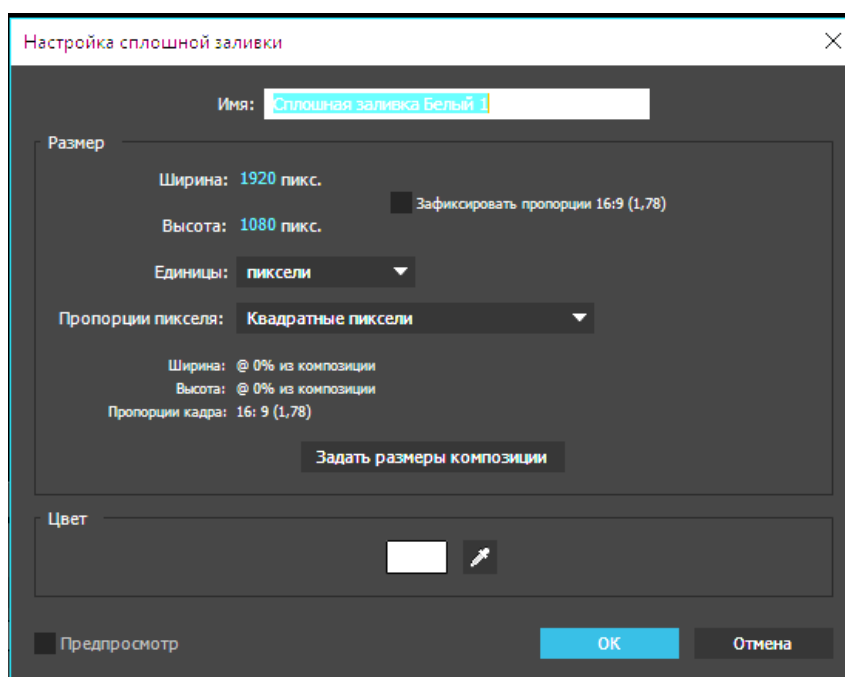 Настройка сплошной заливки
Имя: Сплошная заливка Белый 1
Размер
Ширина: 1920 пикс.
Зафиксировать пропорции 16:9 (1,78)
Высота: 1080 пикс.
Единицы: пиксели
Пропорции пикселя: Квадратные пиксели
Ширина: @ 0% из композиции
Высота: @ 0% из композиции
Пропорции кадра: 16: 9 (1,78)
Задать размеры композиции
Цвет
Предпросмотр
OK
Отмена